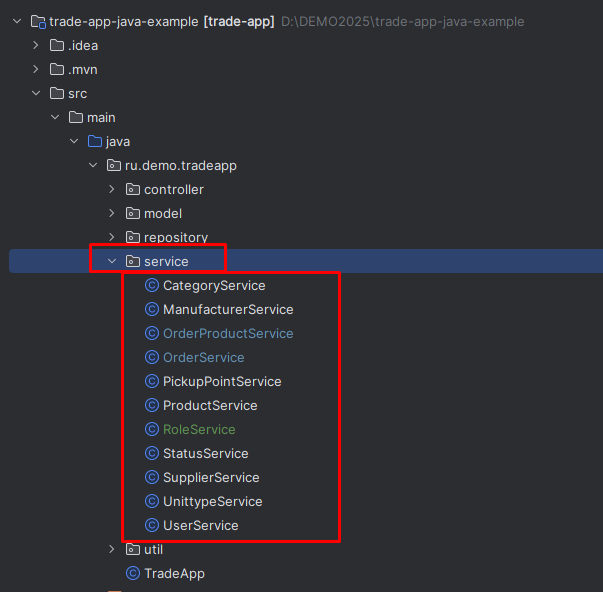 trade-app-java-example [trade-app] D:\DEMO2025\trade-app-java-example
.idea
.mvn
src
main
java
ru.demo.tradeapp
controller
model
repository
service
CategoryService
ManufacturerService
OrderProductService
OrderService
PickupPointService
ProductService
RoleService
StatusService
SupplierService
UnittypeService
UserService
util
TradeApp